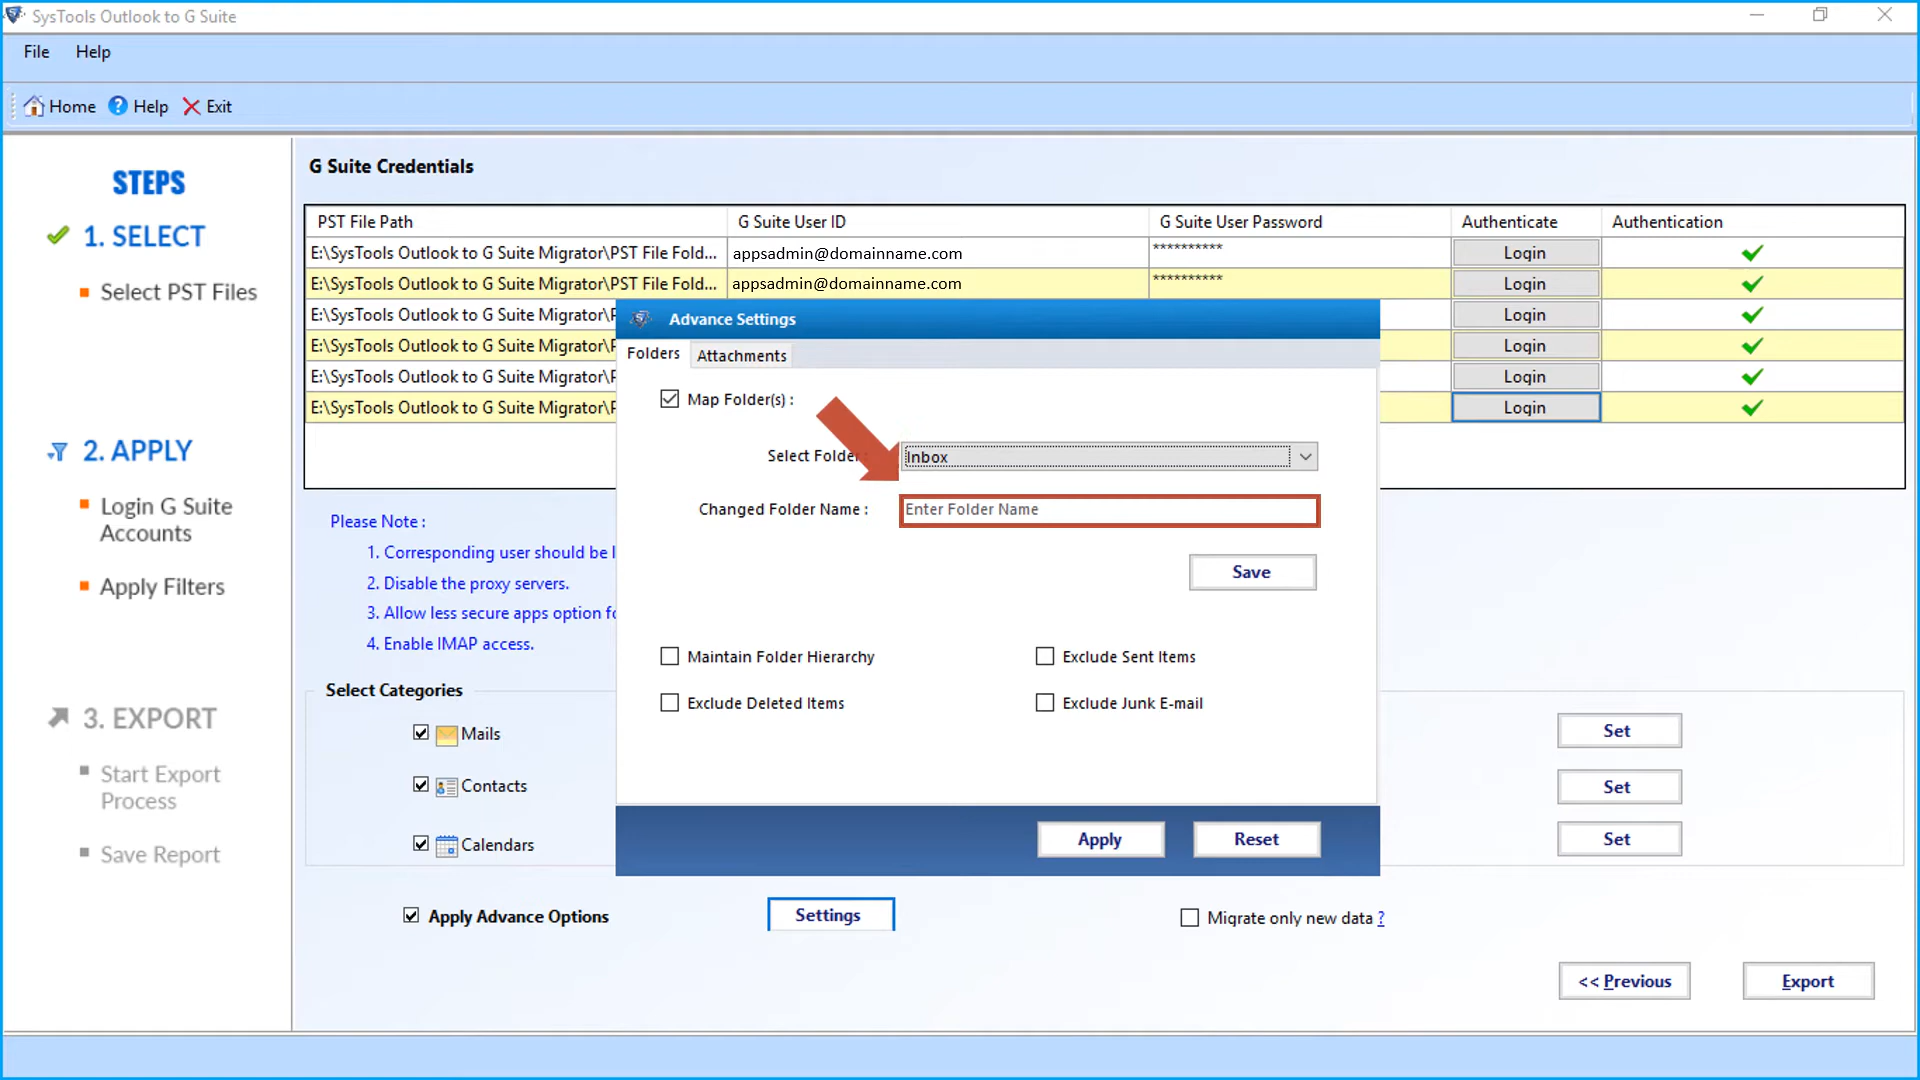 SysTools Outlook to G Suite
File Help
Home Help Exit
STEPS
1. SELECT
Select PST Files
2. APPLY
Login G Suite
Accounts
Apply Filters
3. EXPORT
Start Export
Process
Save Report
G Suite Credentials
PST File Path G Suite User ID G Suite User Password Authenticate Authentication
E:\SysTools Outlook to G Suite Migrator\PST File Fold... appsadmin@domainname.com ********** Login
E:\SysTools Outlook to G Suite Migrator\PST File Fold... appsadmin@domainname.com ********** Login
E:\SysTools Outlook to G Suite Migrator\P Login
E:\SysTools Outlook to G Suite Migrator\P Login
E:\SysTools Outlook to G Suite Migrator\P Login
E:\SysTools Outlook to G Suite Migrator\P Login
Please Note :
1. Corresponding user should be l
2. Disable the proxy servers.
3. Allow less secure apps option fo
4. Enable IMAP access.
Select Categories
Mails
Contacts
Calendars
Set
Set
Set
Advance Settings
Folders Attachments
Map Folder(s) :
Select Folder : Inbox
Changed Folder Name : Enter Folder Name
Save
Maintain Folder Hierarchy Exclude Sent Items
Exclude Deleted Items Exclude Junk E-mail
Apply Reset
Apply Advance Options Settings Migrate only new data ?
<< Previous Export